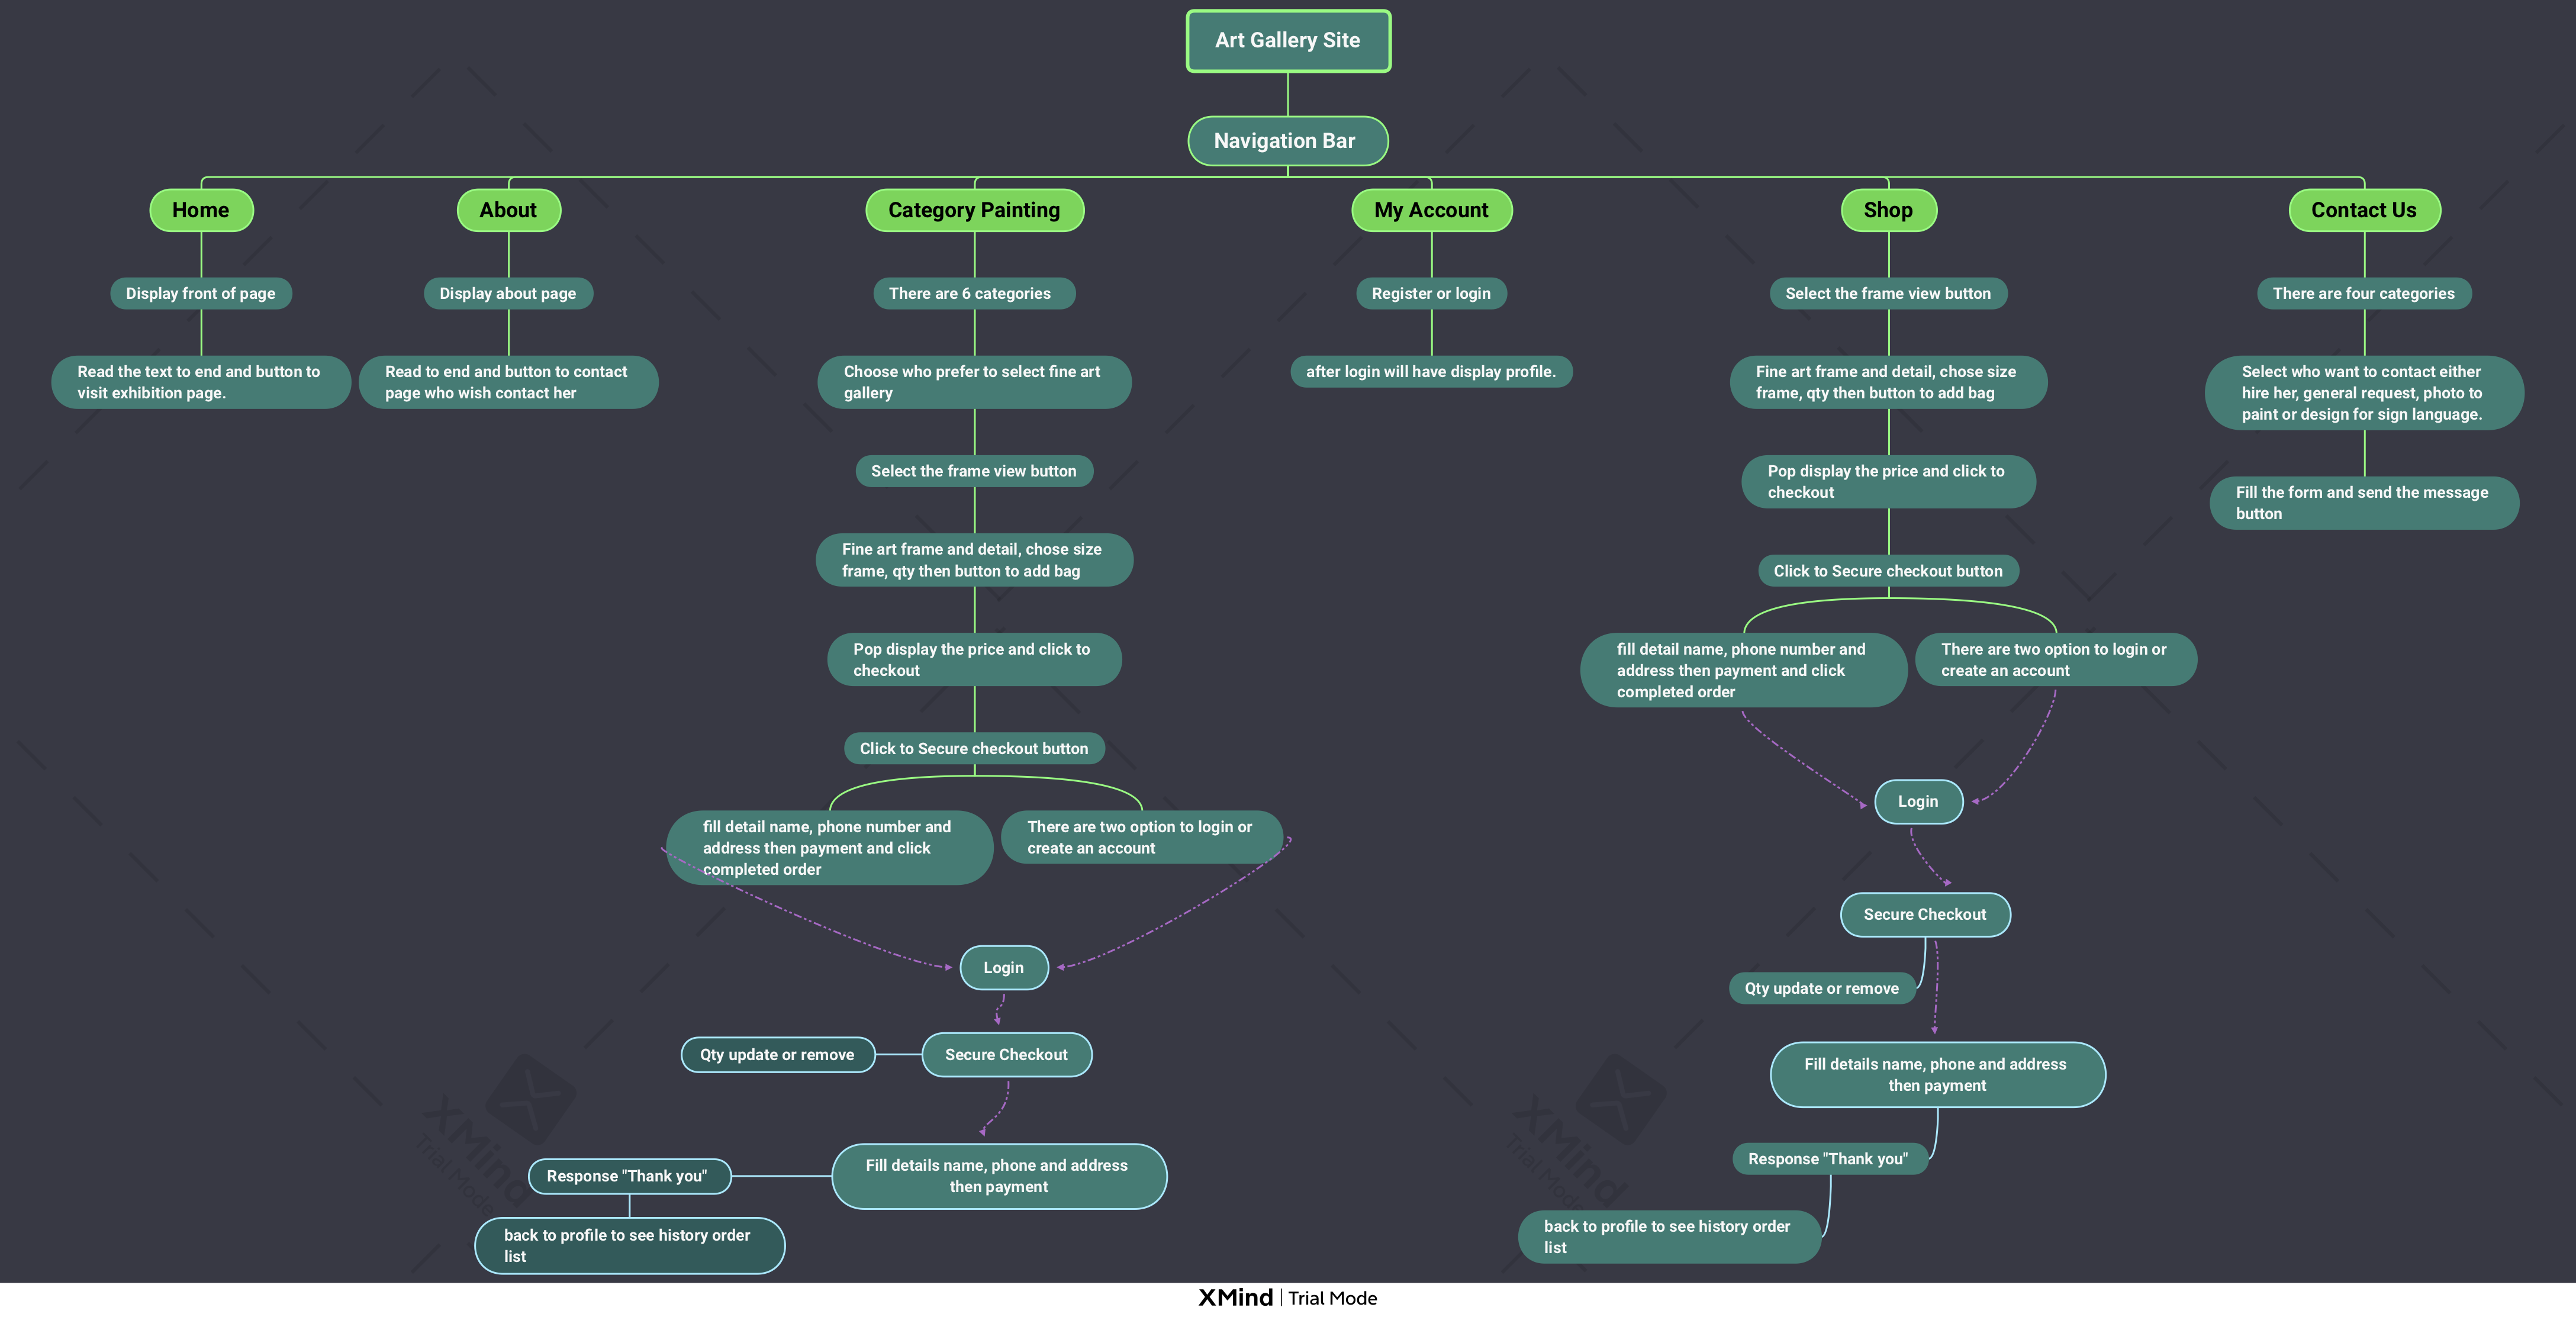 Art Gallery Site
Navigation Bar
Home
About
Category Painting
My Account
Shop
Contact Us
Display front of page
Display about page
There are 6 categories
Register or login
Select the frame view button
There are four categories
Read the text to end and button to
visit exhibition page.
Read to end and button to contact
page who wish contact her
Choose who prefer to select fine art
gallery
after login will have display profile.
Fine art frame and detail, chose size
frame, qty then button to add bag
Select who want to contact either
hire her, general request, photo to
paint or design for sign language.
Select the frame view button
Pop display the price and click to
checkout
Fill the form and send the message
button
Fine art frame and detail, chose size
frame, qty then button to add bag
Click to Secure checkout button
Pop display the price and click to
checkout
fill detail name, phone number and
address then payment and click
completed order
There are two option to login or
create an account
Click to Secure checkout button
Login
fill detail name, phone number and
address then payment and click
completed order
There are two option to login or
create an account
Secure Checkout
Login
Qty update or remove
Qty update or remove
Secure Checkout
Fill details name, phone and address
then payment
Response "Thank you"
Fill details name, phone and address
then payment
Response "Thank you"
back to profile to see history order
list
back to profile to see history order
list
XMind
Trial Mode
XMind
Trial Mode
XMind | Trial Mode